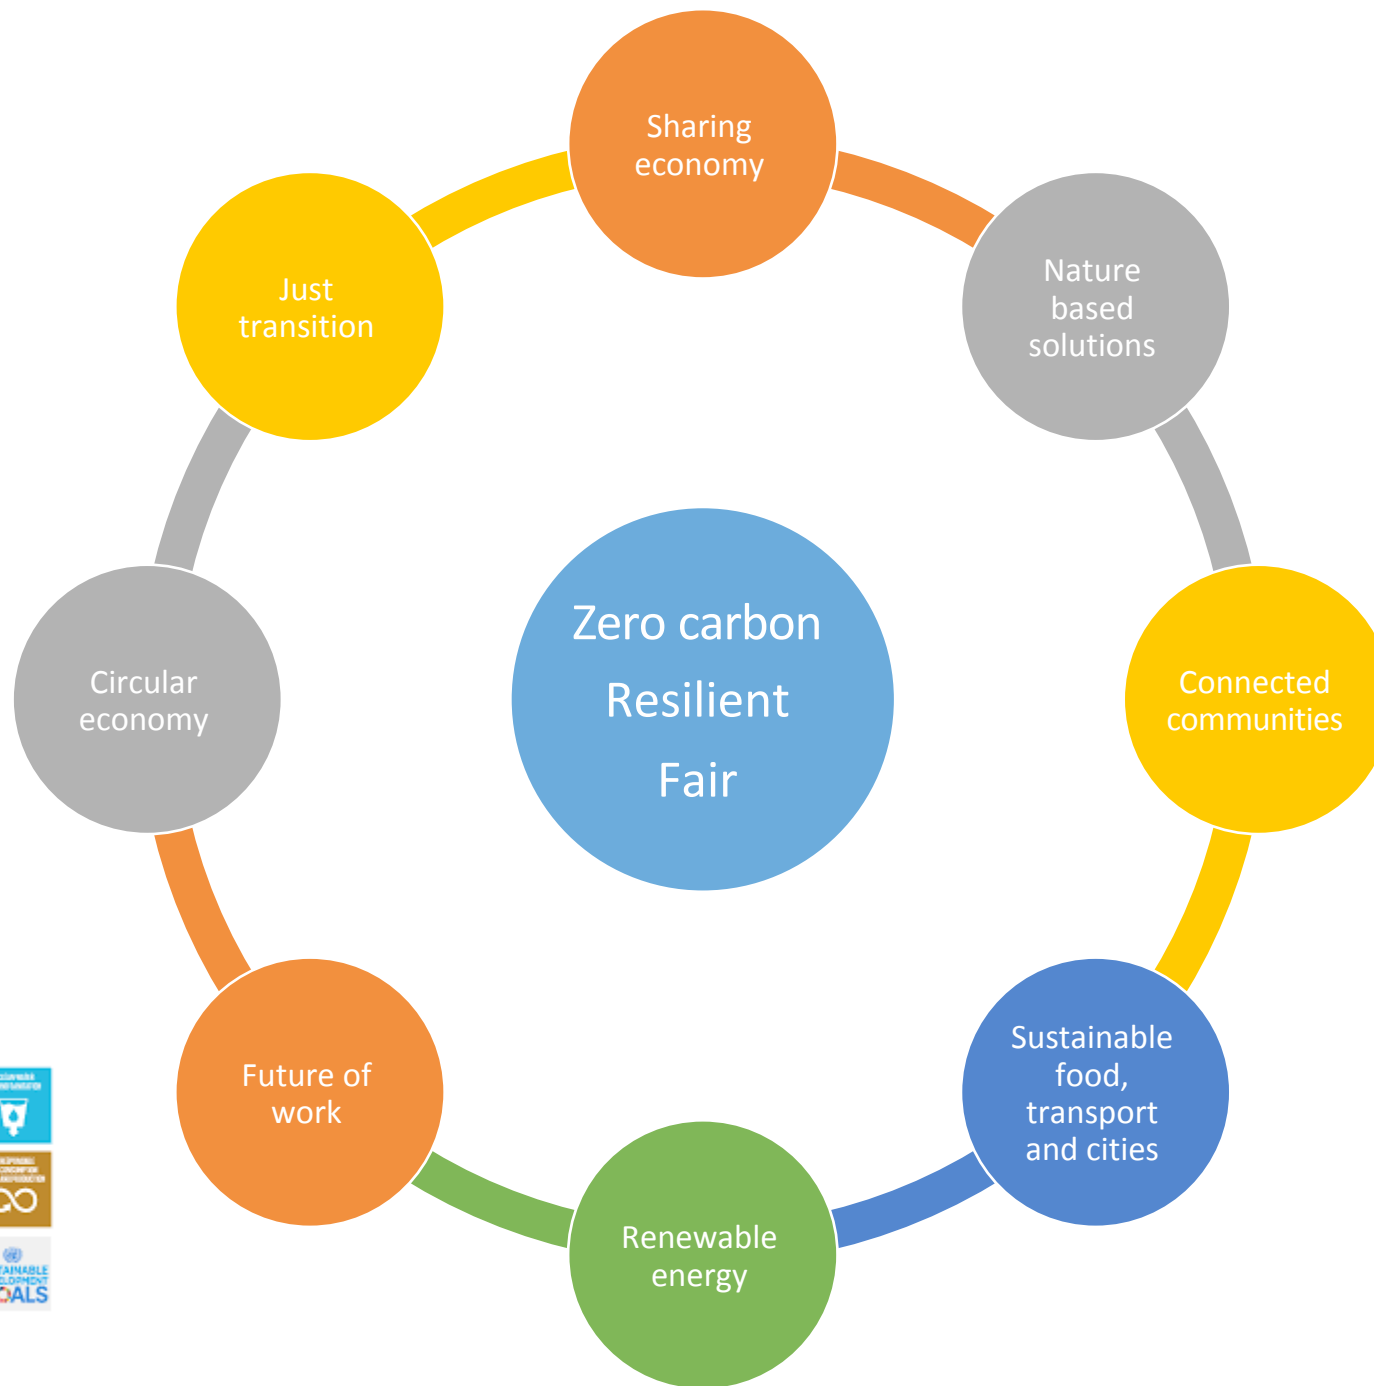 Sharing
economy
Nature
based
solutions
Just
transition
Zero carbon
Resilient
Fair
Circular
economy
Connected
communities
Sustainable
food,
transport
and cities
Future of
work
Renewable
energy